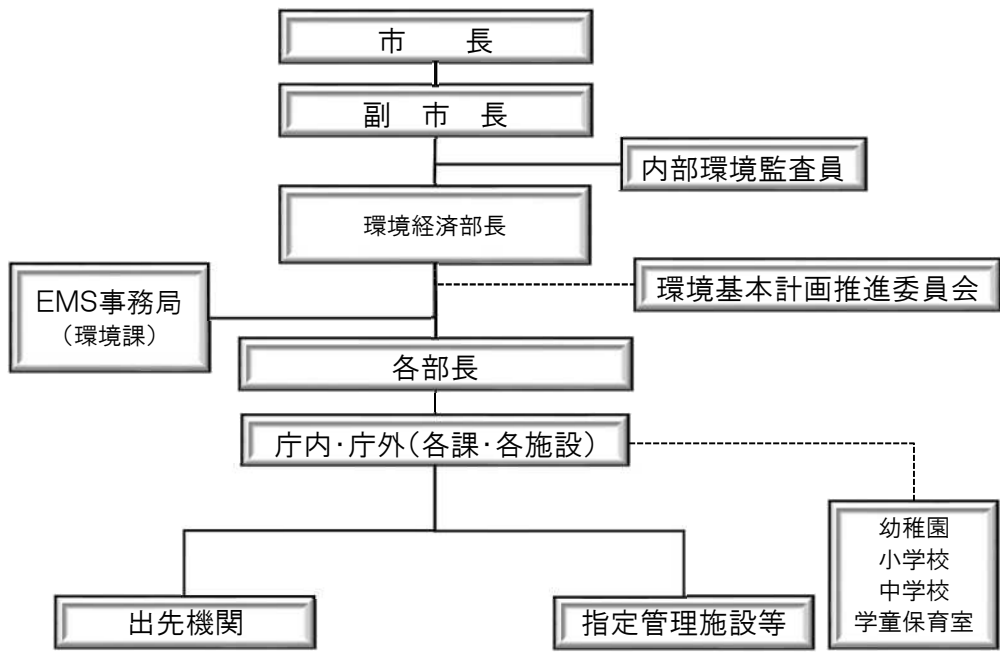 市　　長
副　市　長
内部環境監査員
環境経済部長
EMS事務局
（環境課）
環境基本計画推進委員会
各部長
庁内・庁外（各課・各施設）
幼稚園
小学校
中学校
学童保育室
出先機関
指定管理施設等